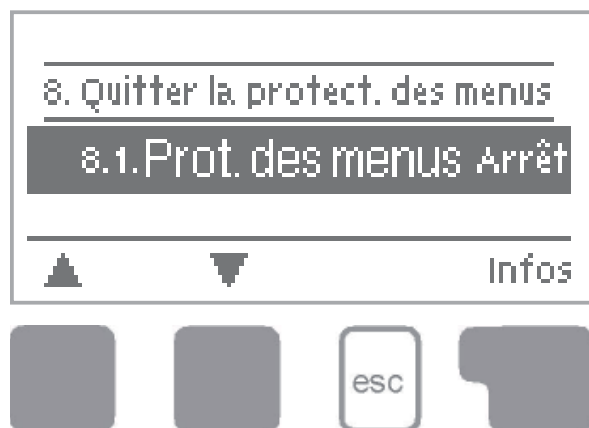 8. Quitter la protect. des menus
8.1.Prot. des menus Arrêt
Infos
esc